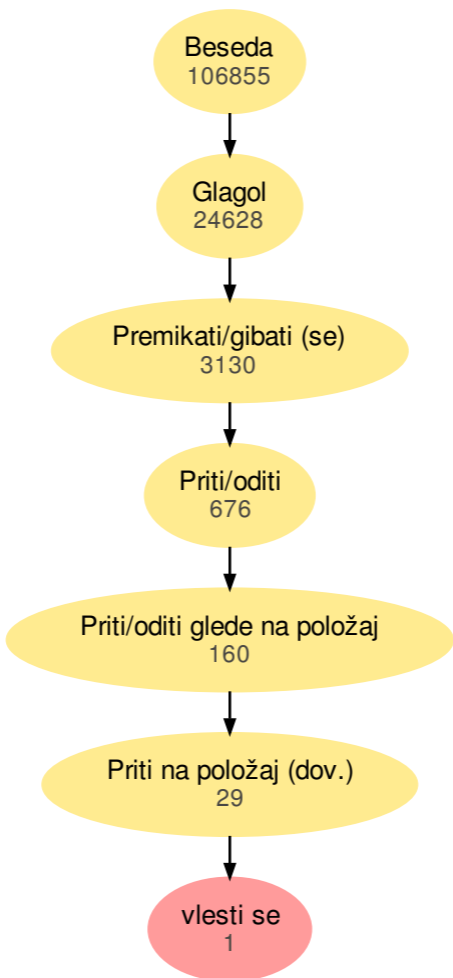 Beseda
106855
Glagol
24628
Premikati/gibati (se)
3130
Priti/oditi
676
Priti/oditi glede na položaj
160
Priti na položaj (dov.)
29
vlesti se
1